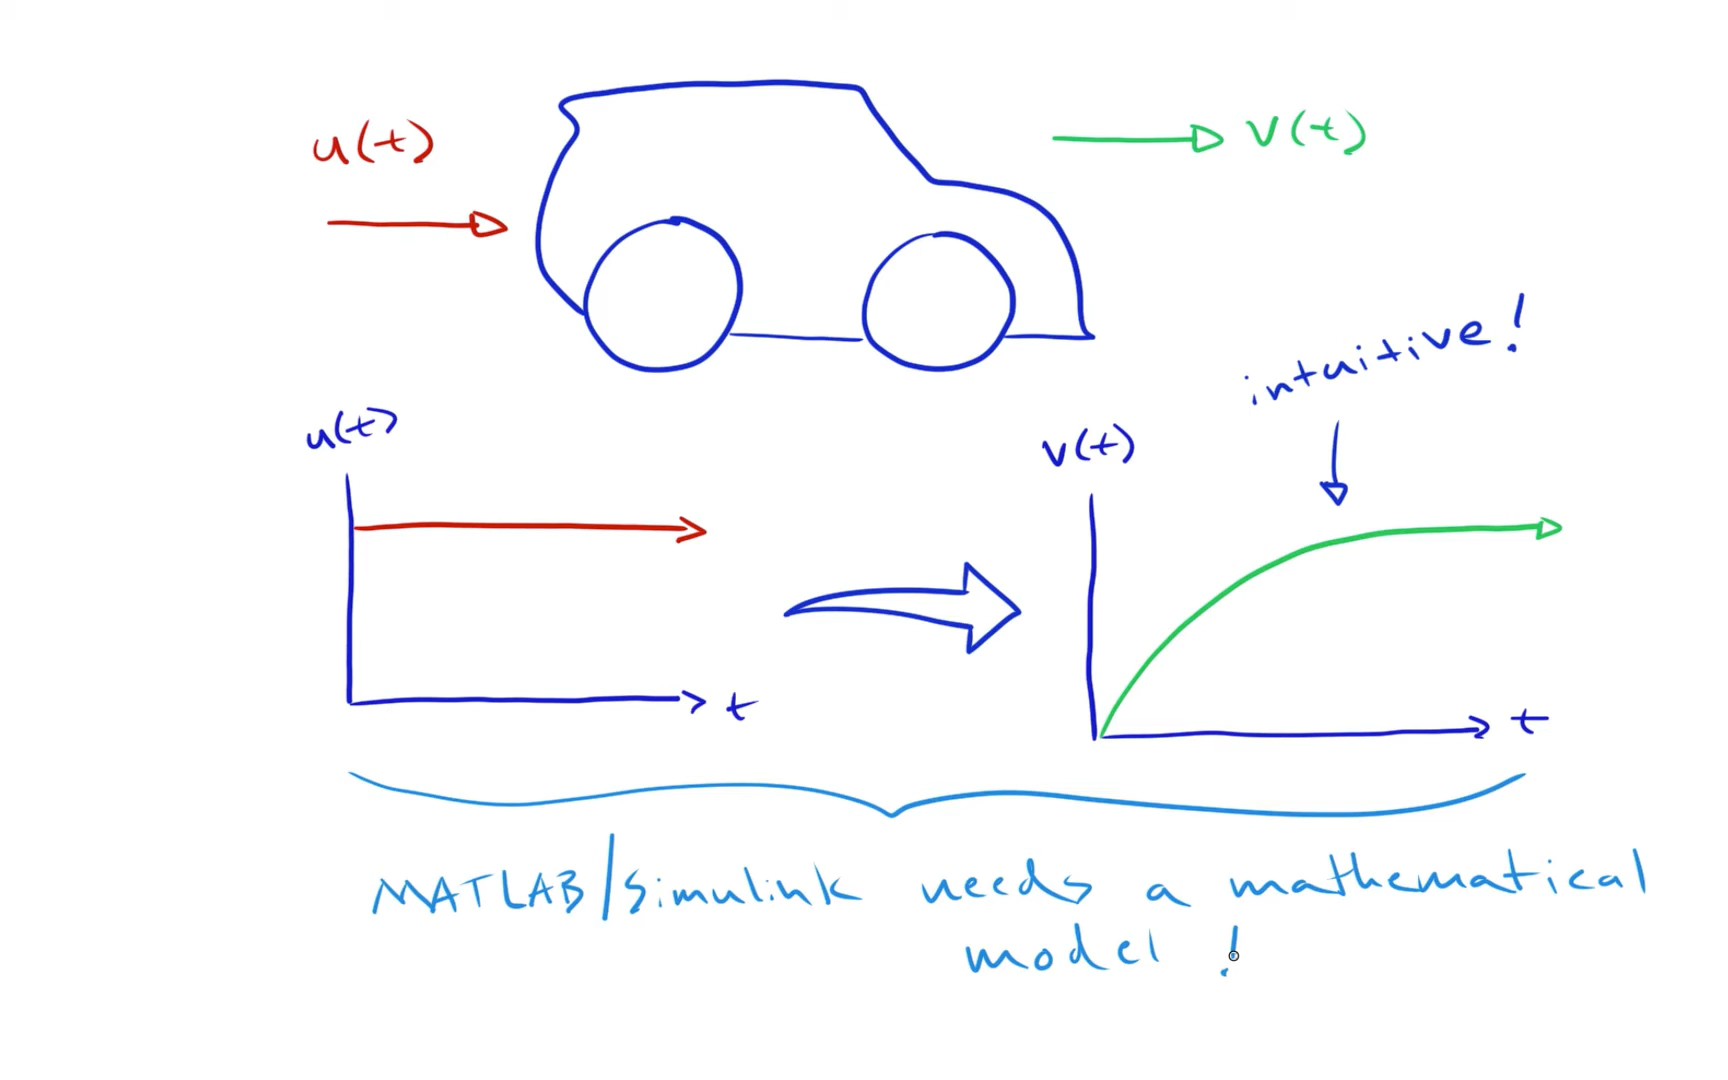 u(t)
V(t)
intuitive!
u(t)
v(t)
t
t
MATLAB/Simulink needs a mathematical
model !